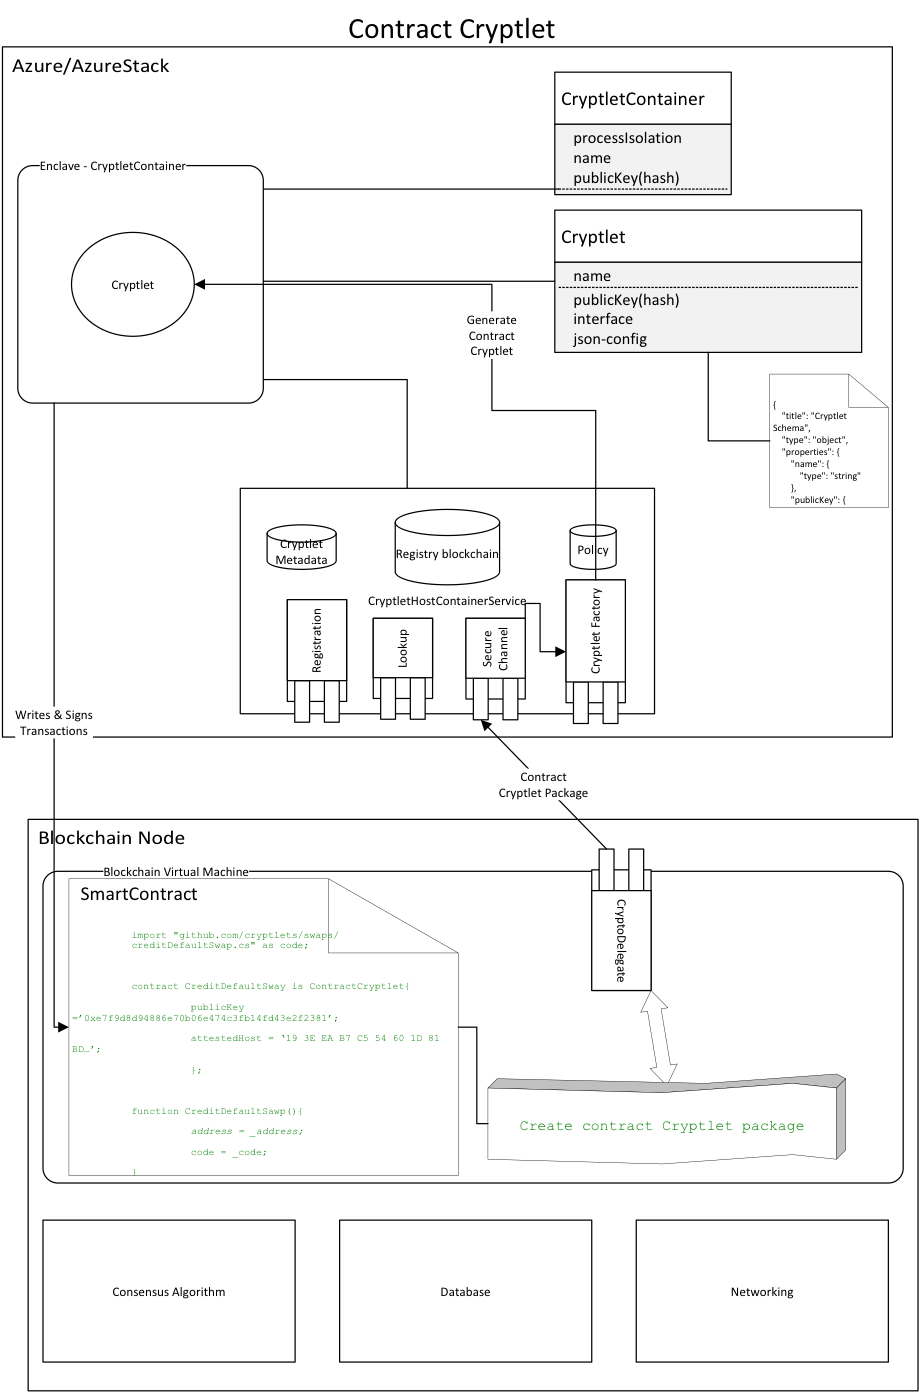 Contract Cryptlet
Azure/AzureStack
CryptletContainer
processIsolation
name
publicKey(hash)
Enclave - CryptletContainer
Cryptlet
Cryptlet
name
publicKey(hash)
interface
json-config
Generate
Contract
Cryptlet
{
"title": "Cryptlet
Schema",
"type": "object",
"properties": {
"name": {
"type": "string"
},
"publicKey": {
Cryptlet
Metadata
Registry blockchain
Policy
CryptletHostContainerService
Registration
Lookup
Secure
Channel
Cryptlet Factory
Writes & Signs
Transactions
Contract
Cryptlet Package
Blockchain Node
Blockchain Virtual Machine
SmartContract
import "github.com/cryptlets/swaps/
creditDefaultSwap.cs" as code;
contract CreditDefaultSway is ContractCryptlet{
publicKey
=’0xe7f9d8d94886e70b06e474c3fb14fd43e2f2381’;
attestedHost = ‘19 3E EA B7 C5 54 60 1D 81
BD…’;
};
function CreditDefaultSawp(){
address = _address;
code = _code;
}
CryptoDelegate
Create contract Cryptlet package
Consensus Algorithm
Database
Networking